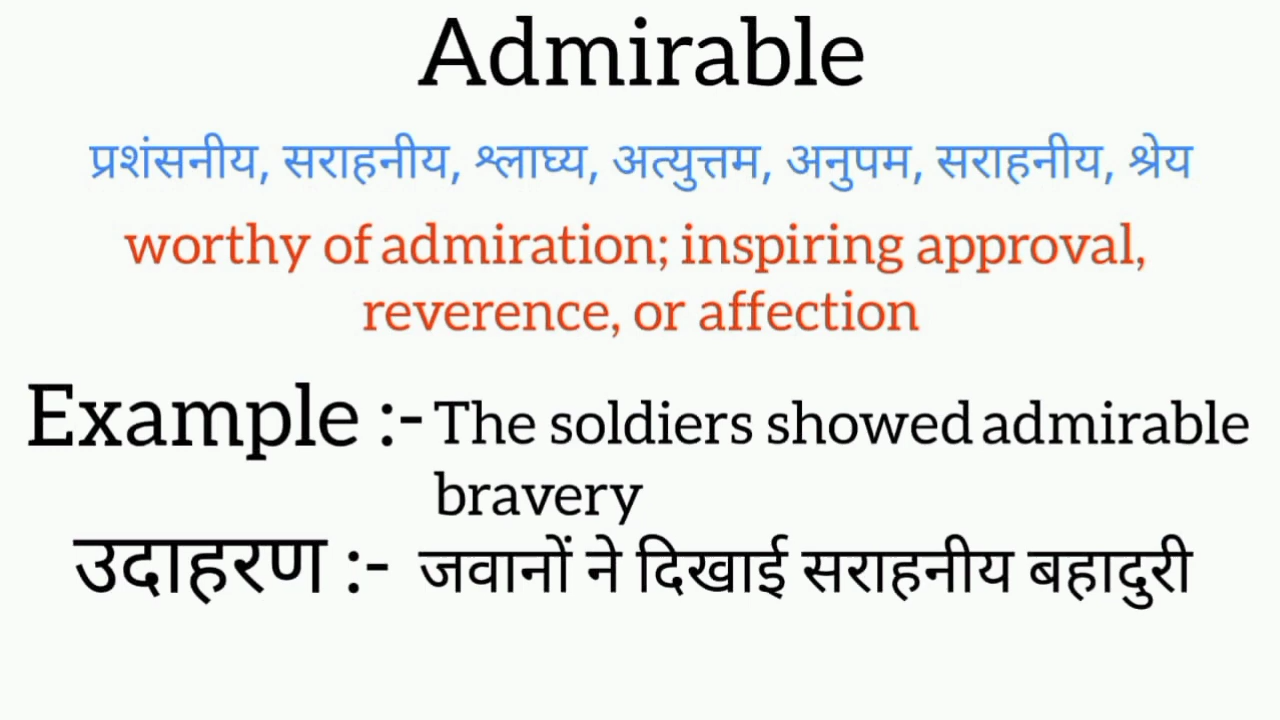 Admirable
प्रशंसनीय, सराहनीय, श्लाघ्य, अत्युत्तम, अनुपम, सराहनीय, श्रेय
worthy of admiration; inspiring approval,
reverence, or affection
Example :- The soldiers showed admirable
bravery
उदाहरण :- जवानों ने दिखाई सराहनीय बहादुरी